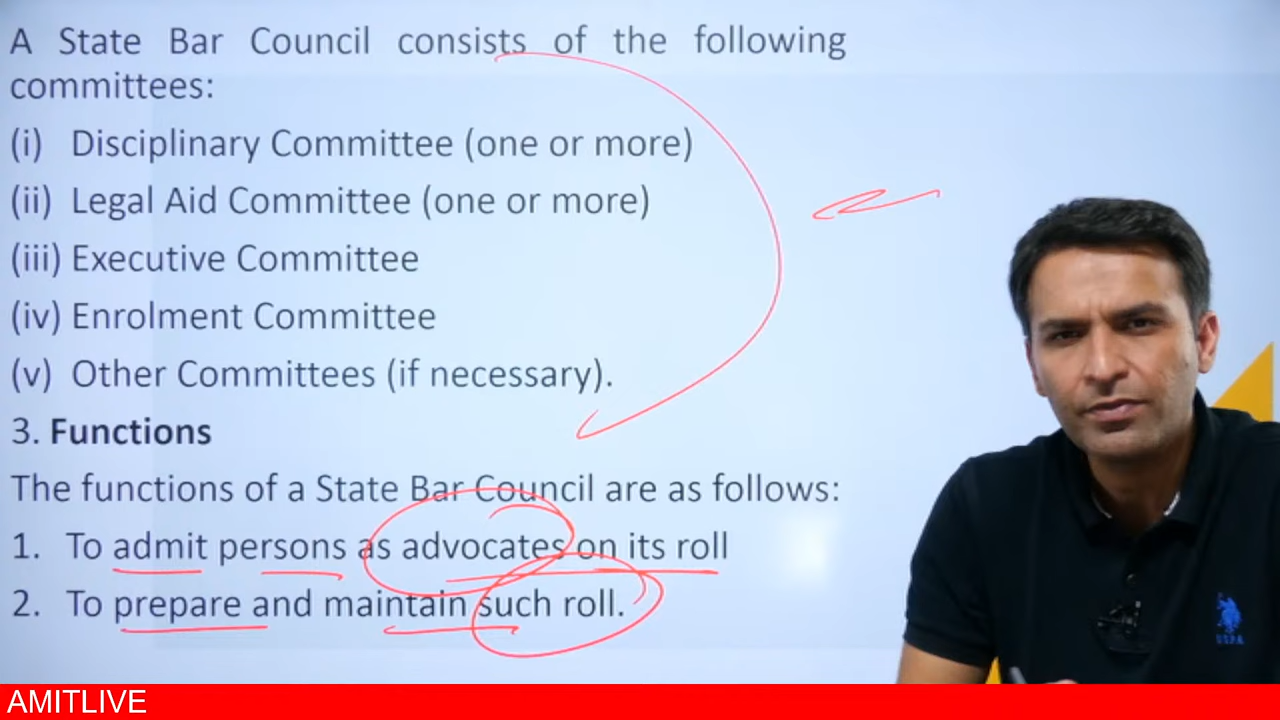 A State Bar Council consists of the following
committees:
(i) Disciplinary Committee (one or more)
(ii) Legal Aid Committee (one or more)
(iii) Executive Committee
(iv) Enrolment Committee
(v) Other Committees (if necessary).
3. Functions
The functions of a State Bar Council are as follows:
1. To admit persons as advocates on its roll
2. To prepare and maintain such roll.
USPA
AMITLIVE